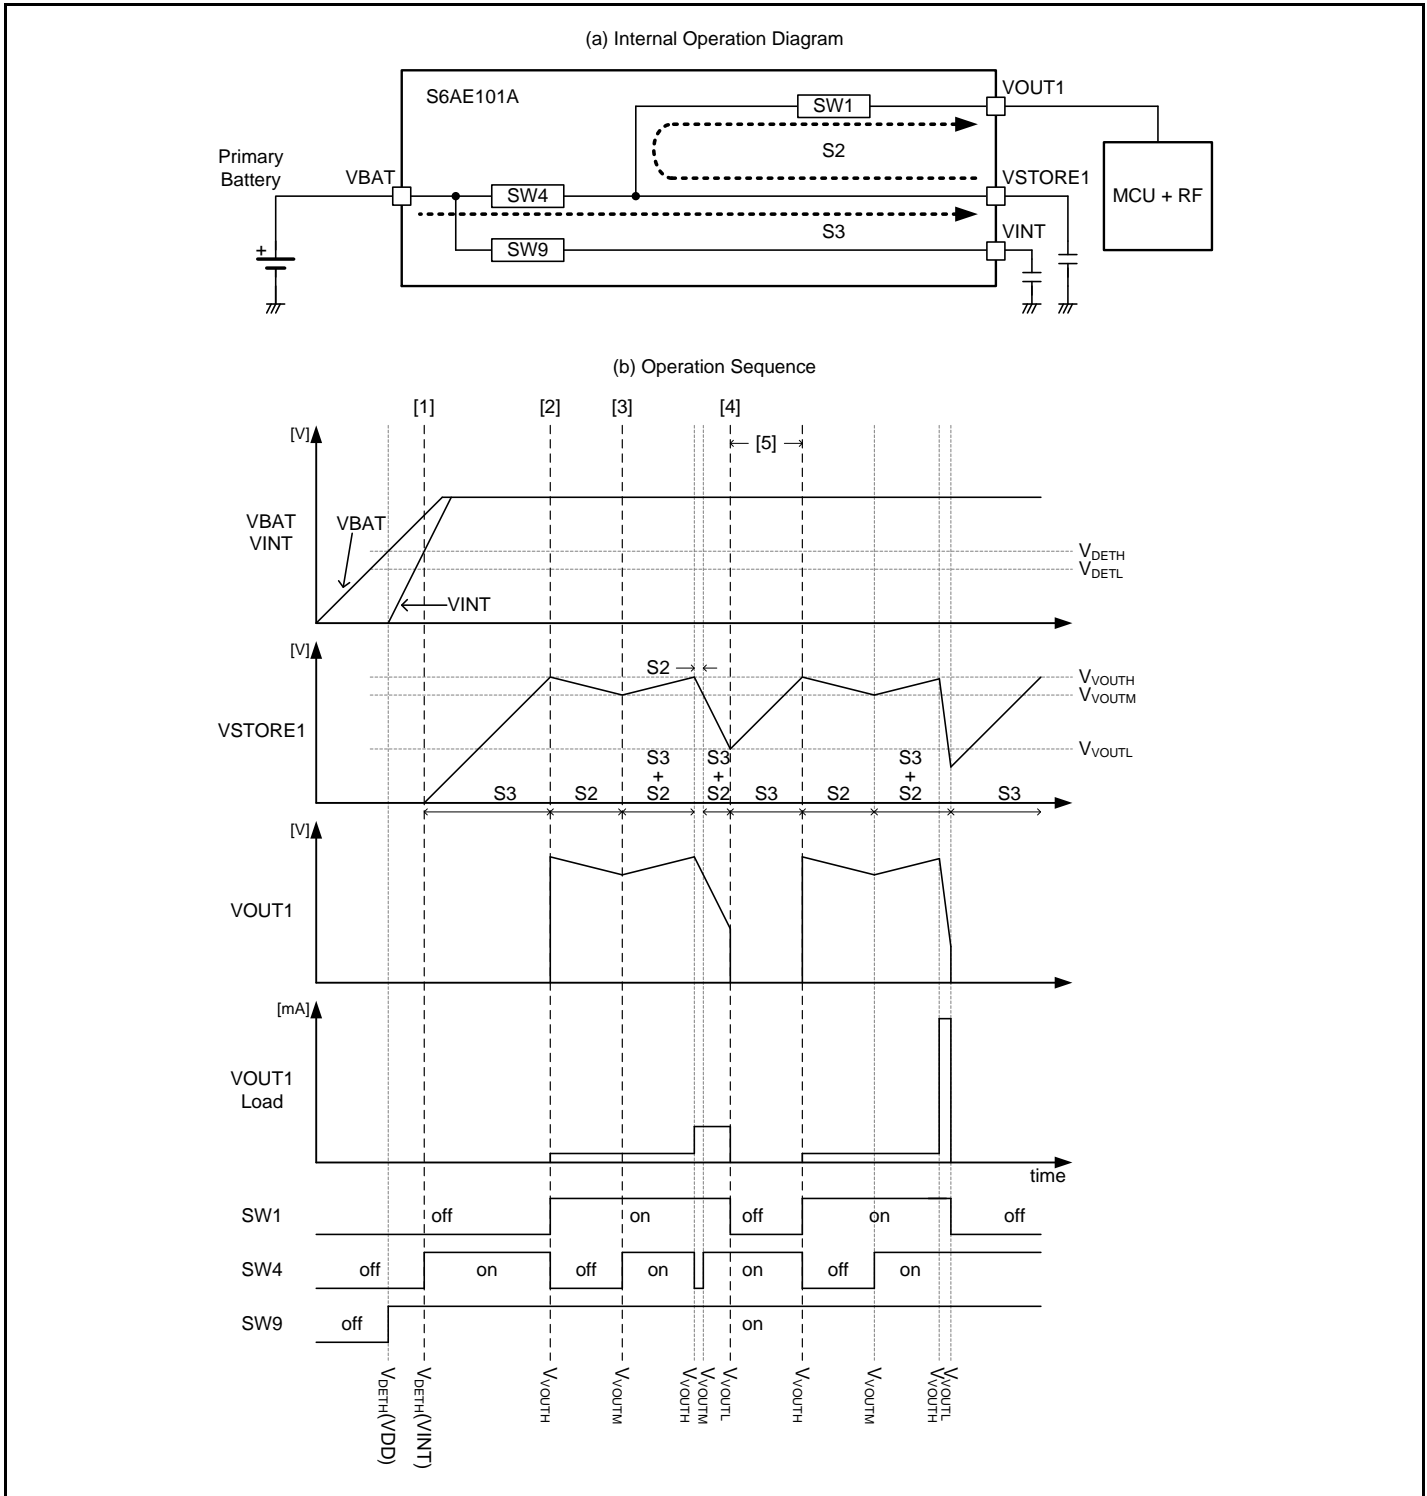 (a) Internal Operation Diagram
S6AE101A
VOUT1
SW1
S2
Primary
Battery
VBAT
VSTORE1
SW4
MCU + RF
S3
VINT
SW9
+
(b) Operation Sequence
[1] [2] [3] [4]
[5]
[V]
VBAT
VINT
VBAT
VINT
VDETH
VDETL
[V]
VSTORE1
S2
VVOUTH
VVOUTM
VVOUTL
S3 S2 S3 + S2 S3 + S2 S3 S2 S3 + S2 S3
[V]
VOUT1
[mA]
VOUT1
Load
time
SW1 off on off on off
SW4 off on off on on off on
SW9 off on
VDETH(VDD)
VDETH(VINT)
VVOUTH
VVOUTM
VVOUTH
VVOUTM
VVOUTL
VVOUTH
VVOUTM
VVOUTH
VVOUTL